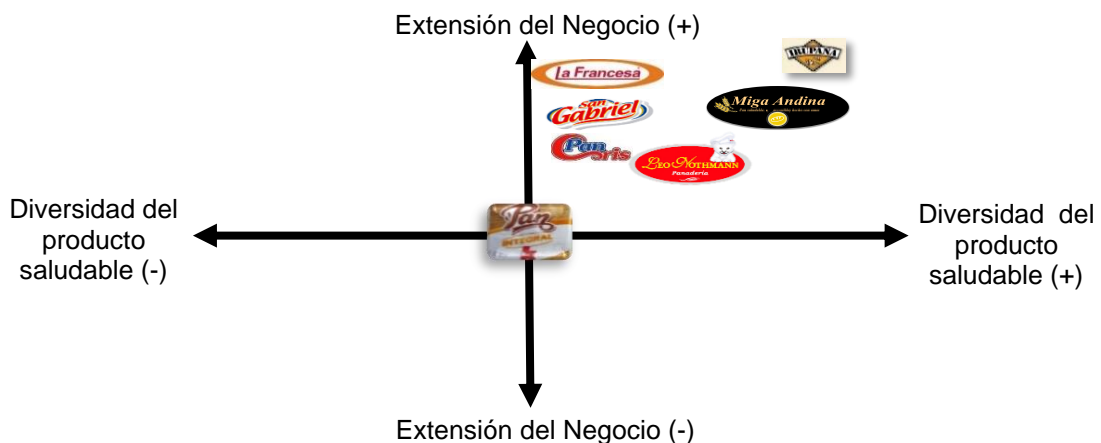 Extensión del Negocio (+)
La Francesa
San
Gabriel
Miga Andina
Pan
LEO NOTHMANN
Panadería
Diversidad del
producto
saludable (-)
Pan
INTEGRAL
Diversidad del
producto
saludable (+)
Extensión del Negocio (-)